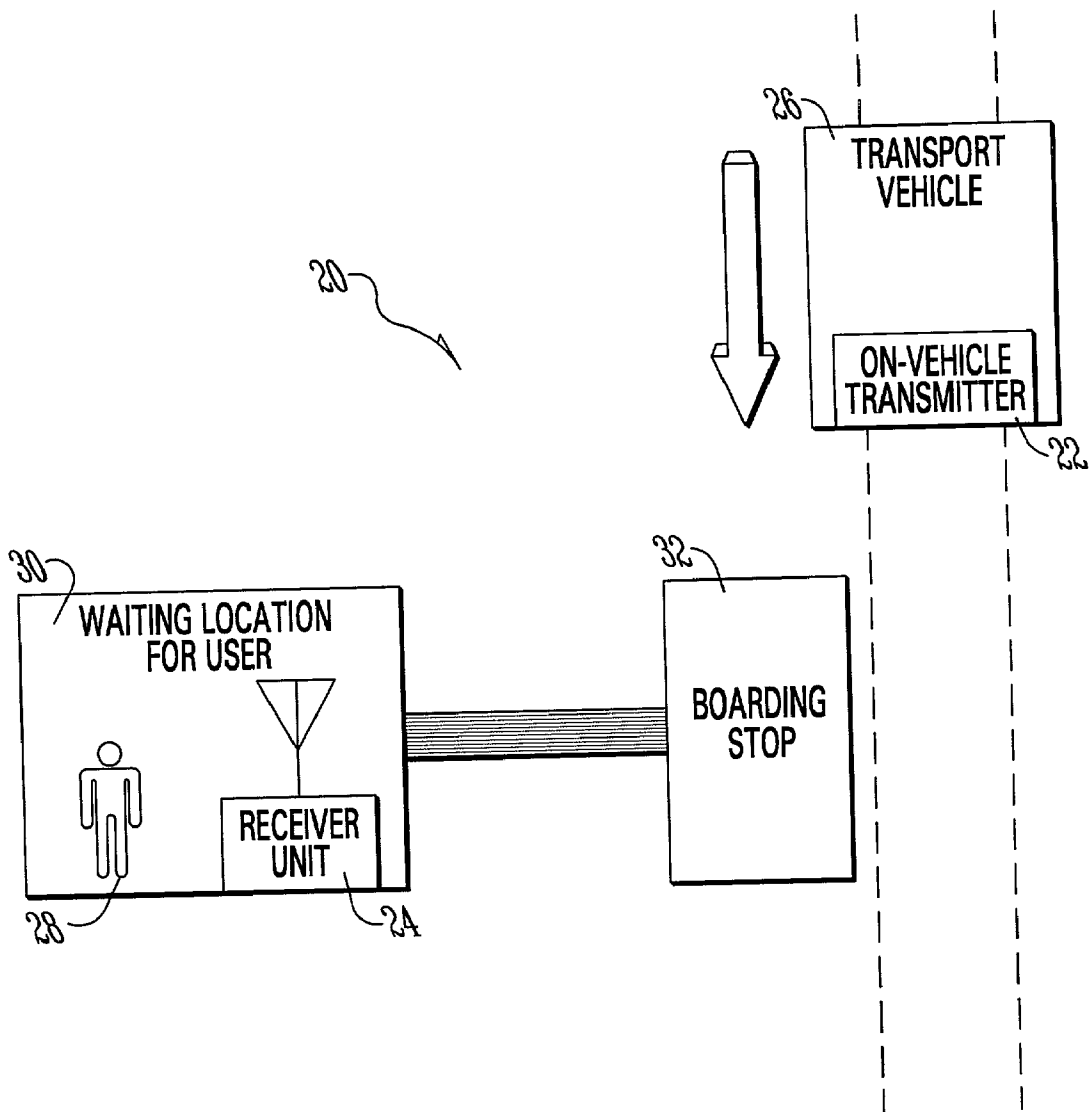 26
TRANSPORT
VEHICLE
20
ON-VEHICLE
TRANSMITTER
22
30
WAITING LOCATION
FOR USER
32
BOARDING
STOP
RECEIVER
UNIT
28
24